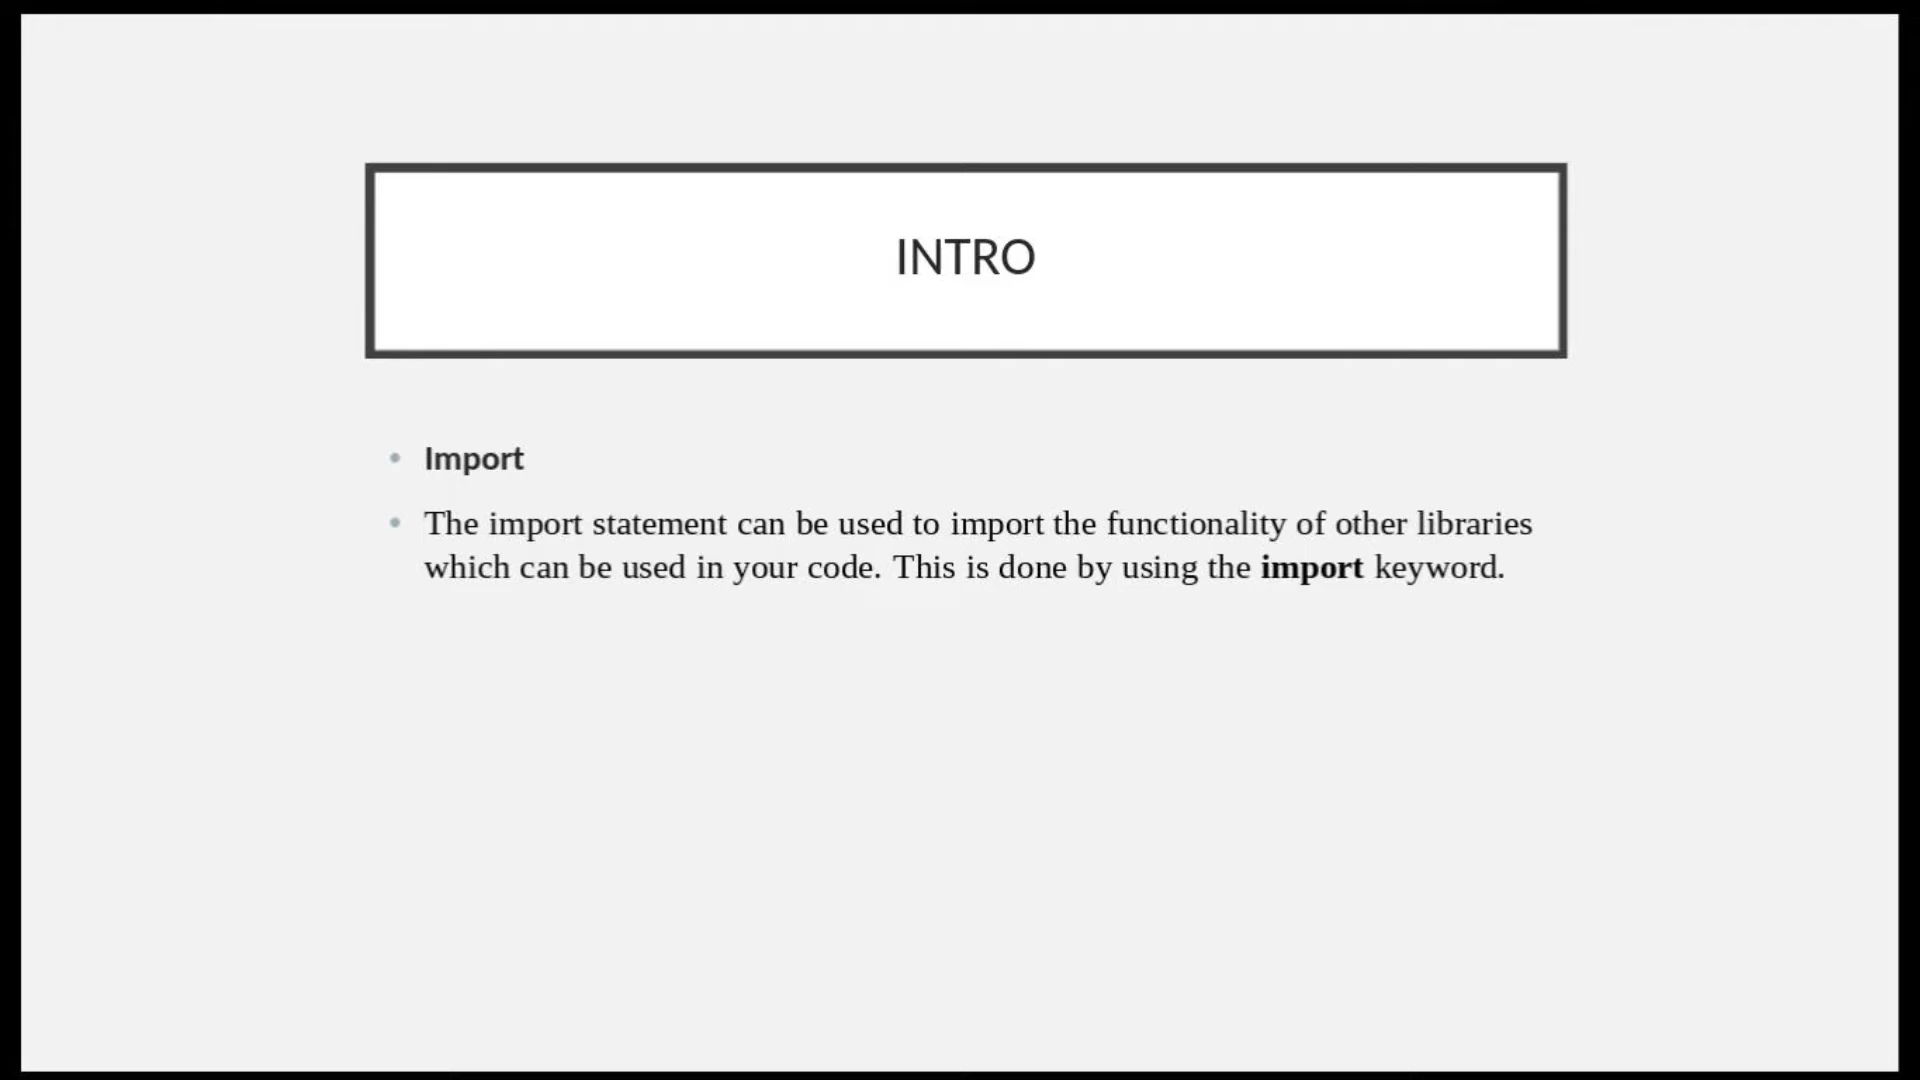 INTRO
Import
The import statement can be used to import the functionality of other libraries
which can be used in your code. This is done by using the import keyword.